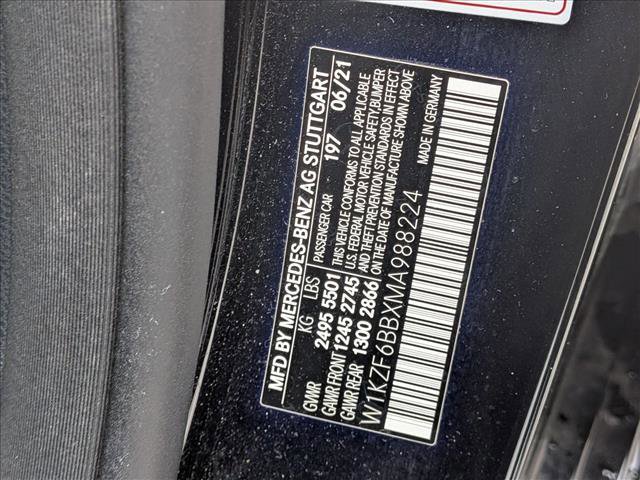 MFD BY MERCEDES-BENZ AG STUTTGART
KG LBS PASSENGER CAR 197 06/21
GVWR 2495 5501 THIS VEHICLE CONFORMS TO ALL APPLICABLE
GAWR FRONT 1245 2745 U.S. FEDERAL MOTOR VEHICLE SAFETY, BUMPER
GAWR REAR 1300 2866 AND THEFT PREVENTION STANDARDS IN EFFECT
ON THE DATE OF MANUFACTURE SHOWN ABOVE
W1KZF6BBXMA988224 MADE IN GERMANY